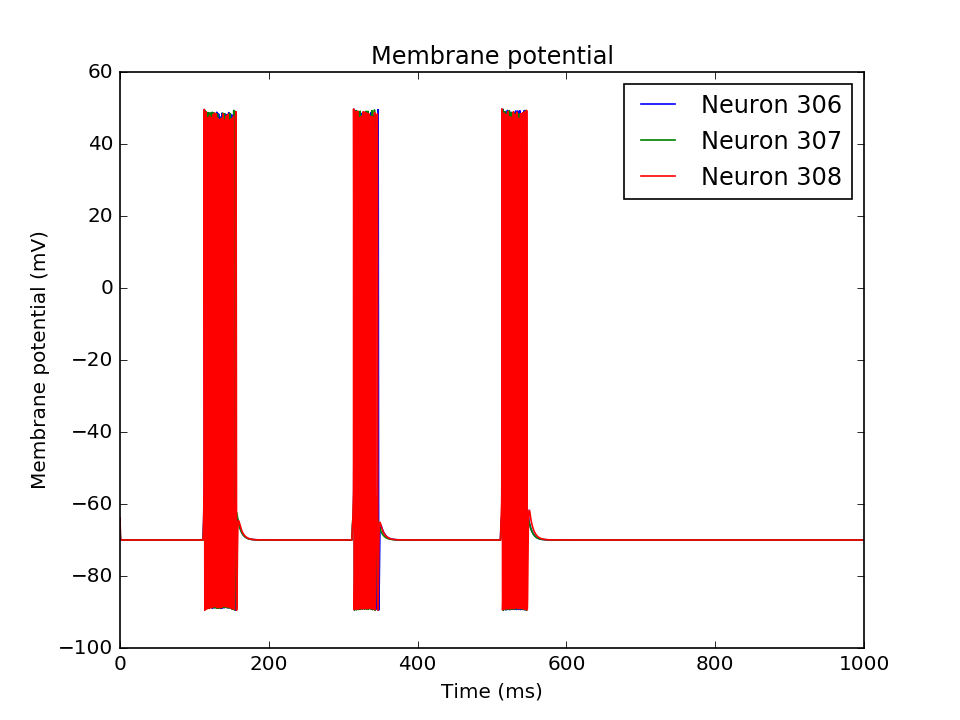 Membrane potential
Neuron 306
Neuron 307
Neuron 308
Membrane potential (mV)
60
40
20
0
−20
−40
−60
−80
−100
0 200 400 600 800 1000
Time (ms)